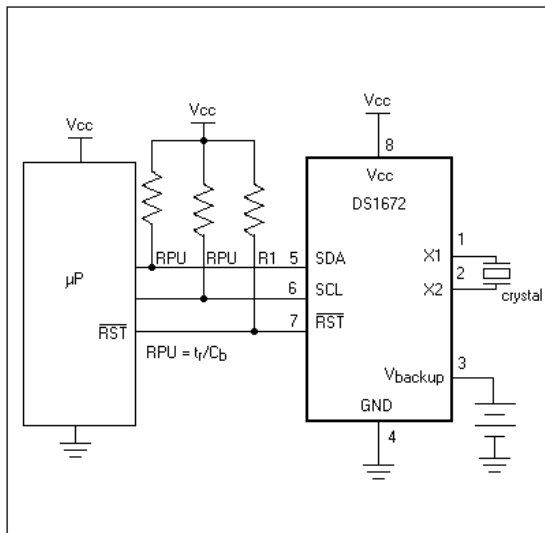 Vcc
Vcc
Vcc
8
Vcc
DS1672
RPU
RPU
R1
5
SDA
X1
1
µP
6
SCL
X2
2
crystal
RST
7
RST
RPU = tr/Cb
Vbackup
3
GND
4